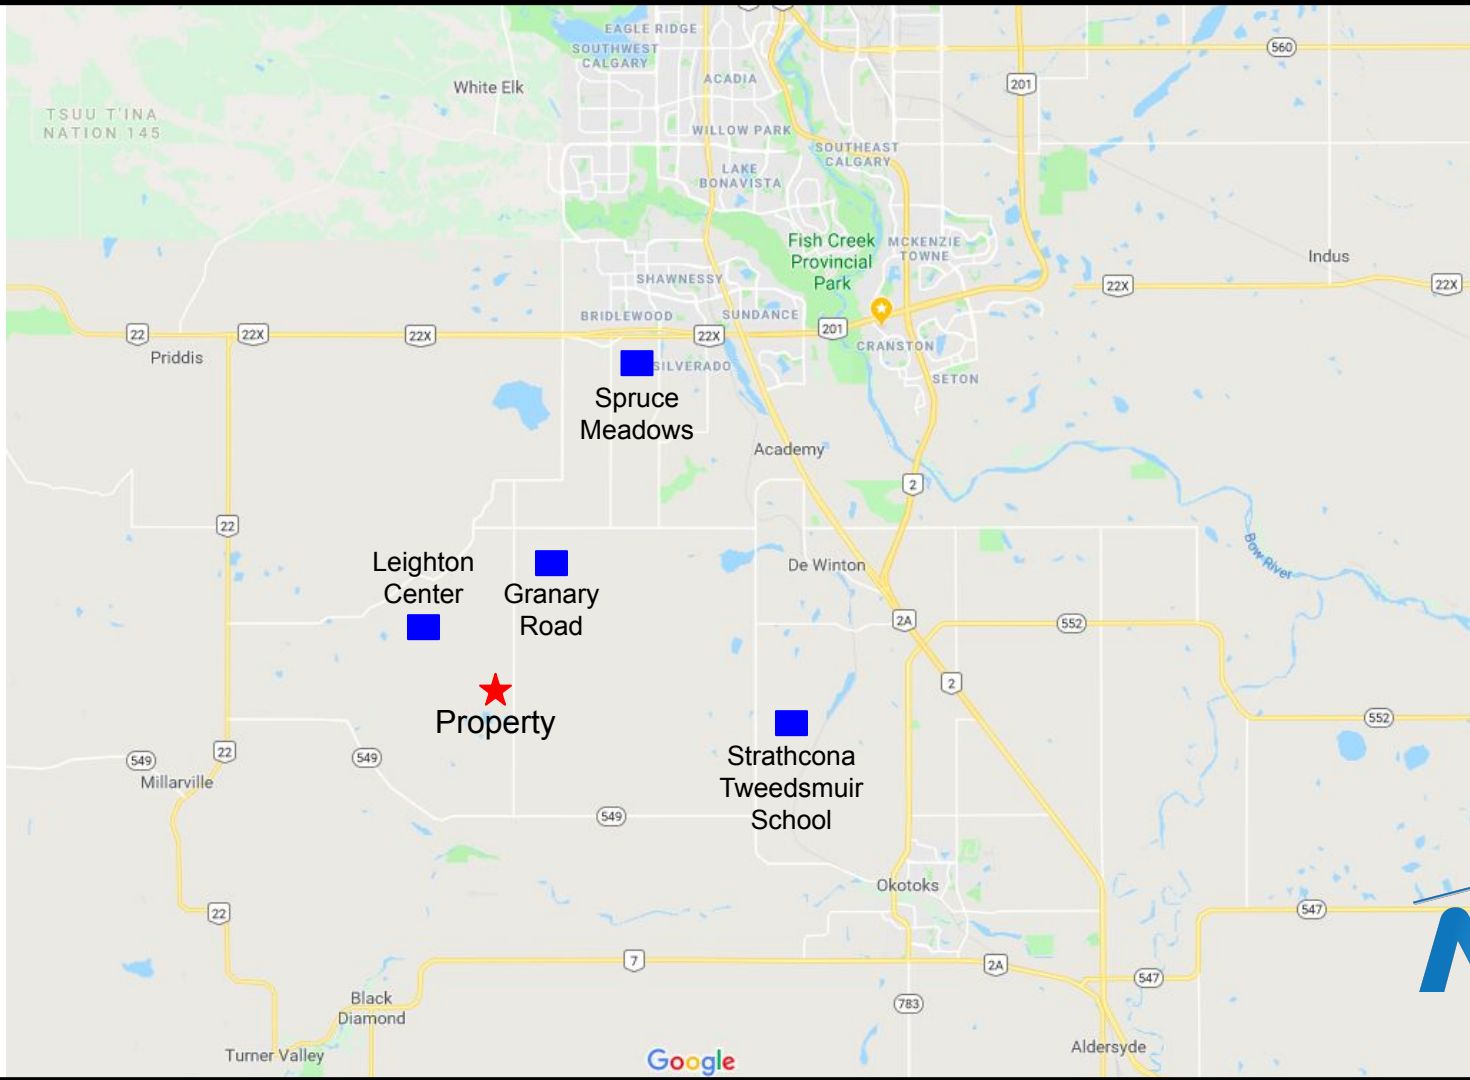 EAGLE RIDGE
SOUTHWEST
CALGARY
560
White Elk
ACADIA
201
TSUU T'INA
NATION 145
WILLOW PARK
SOUTHEAST
CALGARY
LAKE
BONAVISTA
Fish Creek
Provincial
Park
MCKENZIE
TOWNE
Indus
SHAWNESSY
22X
22X
BRIDLEWOOD
SUNDANCE
201
22
22X
22X
22X
Priddis
CRANSTON
SILVERADO
SETON
Spruce
Meadows
Academy
2
22
Bow River
Leighton
Center
Granary
Road
De Winton
2A
552
2
Property
552
22
549
549
Millarville
Strathcona
Tweedsmuir
School
549
Okotoks
22
547
7
2A
547
Black
Diamond
783
Turner Valley
Google
Aldersyde